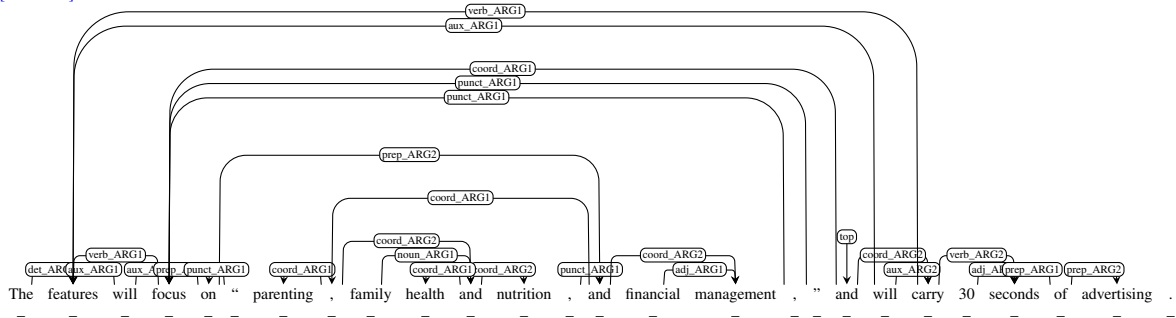 verb_ARG1
aux_ARG1
coord_ARG1
punct_ARG1
punct_ARG1
prep_ARG2
coord_ARG1
top
coord_ARG2
verb_ARG1 noun_ARG1 coord_ARG2 coord_ARG2 verb_ARG2
aux_ARG1 punct_ARG1 coord_ARG1 coord_ARG1 coord_ARG2 punct_ARG1 adj_ARG1 aux_ARG2 prep_ARG1 prep_ARG2
The features will focus on “ parenting , family health and nutrition , and financial management , ” and will carry 30 seconds of advertising .